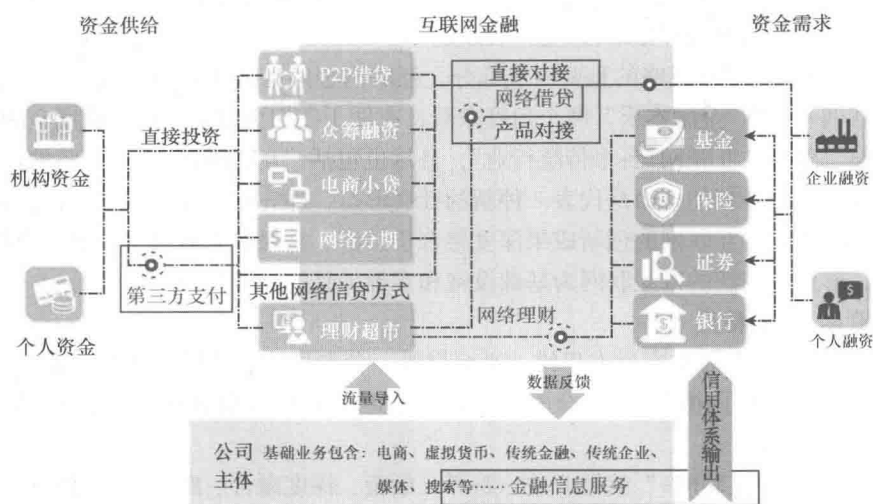 资金供给
互联网金融
资金需求
P2P借贷
众筹融资
电商小贷
网络分期
其他网络信贷方式
理财超市
直接对接
网络借贷
产品对接
直接投资
机构资金
第三方支付
个人资金
基金
保险
证券
银行
企业融资
个人融资
网络理财
流量导入
数据反馈
信用体系输出
公司 基础业务包含：电商、虚拟货币、传统金融、传统企业、
主体 媒体、搜索等……金融信息服务